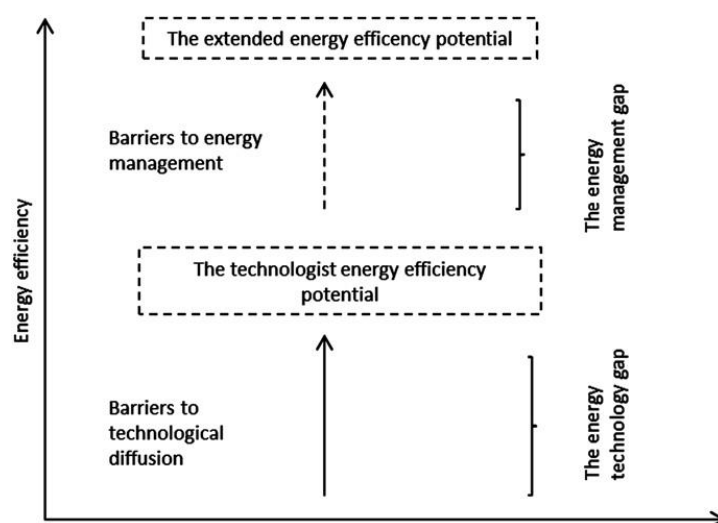 The extended energy efficency potential
Barriers to energy
management
The energy
management gap
Energy efficiency
The technologist energy efficiency
potential
Barriers to
technological
diffusion
The energy
technology gap